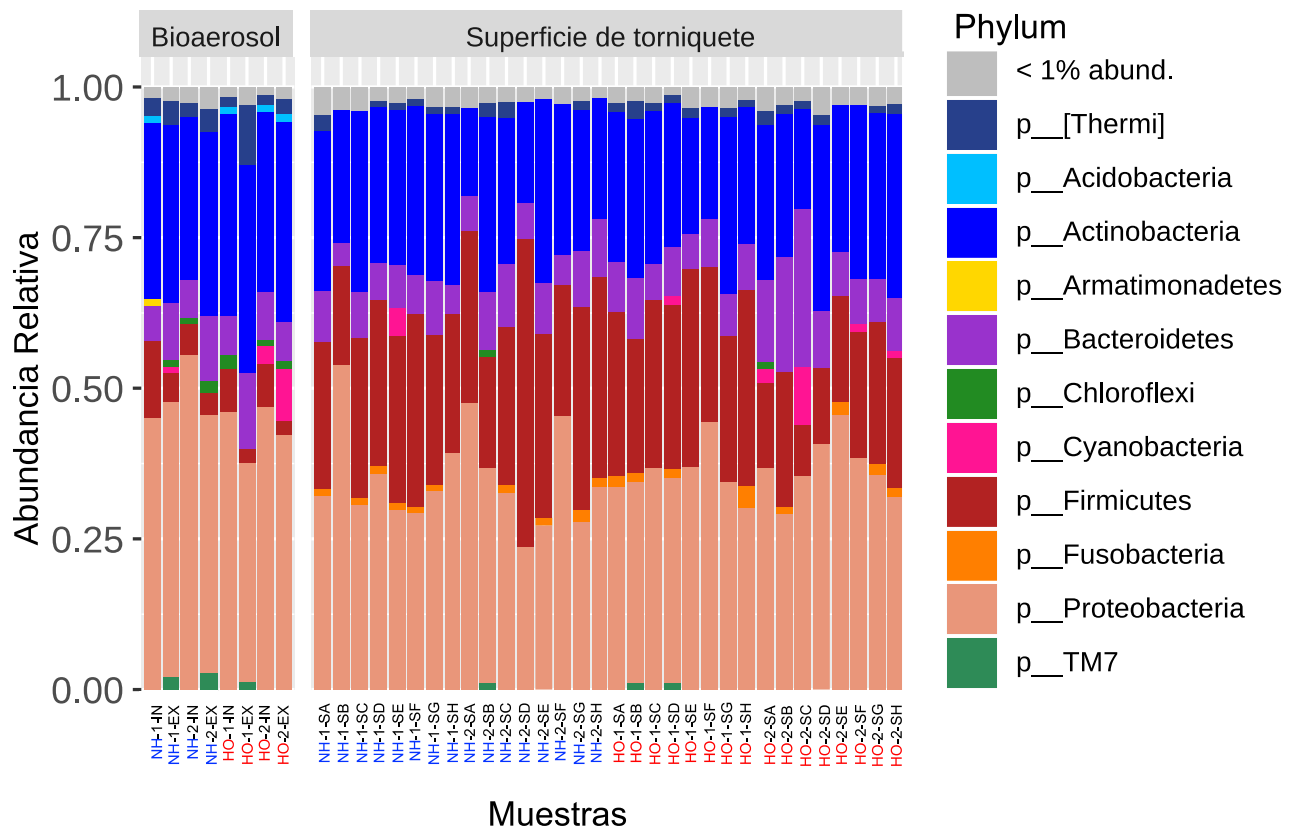 Bioaerosol
Superficie de torniquete
Phylum
< 1% abund.
p__[Thermi]
p__Acidobacteria
p__Actinobacteria
p__Armatimonadetes
p__Bacteroidetes
p__Chloroflexi
p__Cyanobacteria
p__Firmicutes
p__Fusobacteria
p__Proteobacteria
p__TM7
Abundancia Relativa
1.00
0.75
0.50
0.25
0.00
NH-1-IN
NH-1-EX
NH-2-IN
NH-2-EX
HO-1-IN
HO-1-EX
HO-2-IN
HO-2-EX
NH-1-SA
NH-1-SB
NH-1-SC
NH-1-SD
NH-1-SE
NH-1-SF
NH-1-SG
NH-1-SH
NH-2-SA
NH-2-SB
NH-2-SC
NH-2-SD
NH-2-SE
NH-2-SF
NH-2-SG
NH-2-SH
HO-1-SA
HO-1-SB
HO-1-SC
HO-1-SD
HO-1-SE
HO-1-SF
HO-1-SG
HO-1-SH
HO-2-SA
HO-2-SB
HO-2-SC
HO-2-SD
HO-2-SE
HO-2-SF
HO-2-SG
HO-2-SH
Muestras